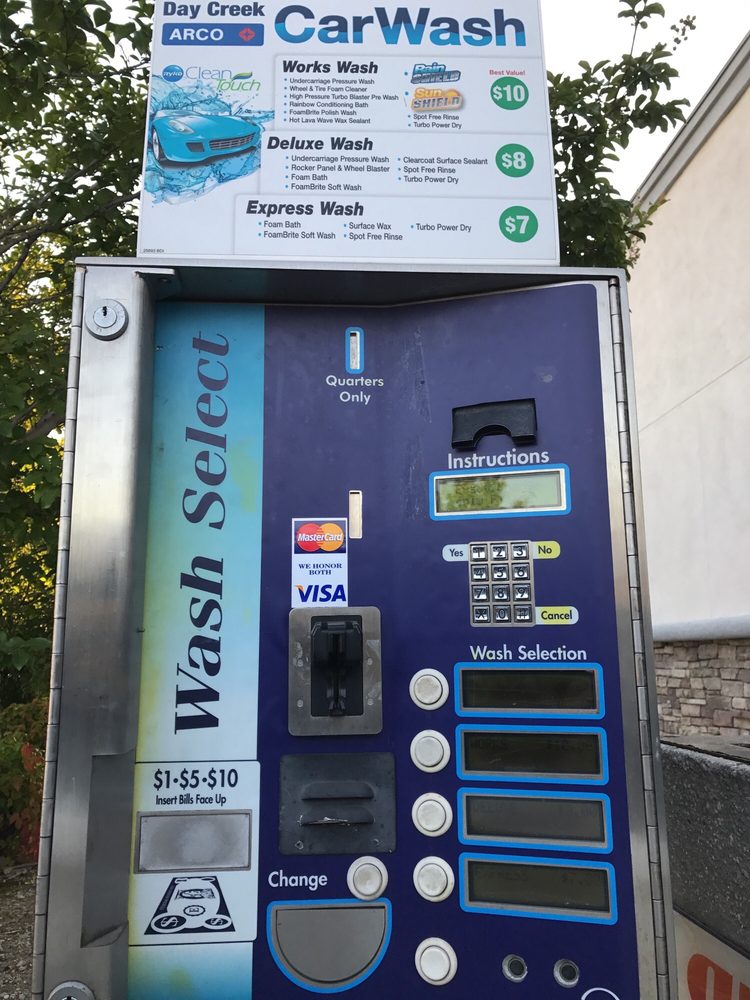 Day Creek
ARCO
CarWash
RYKO
Clean Touch
Works Wash
• Undercarriage Pressure Wash
• Wheel & Tire Foam Cleaner
• High Pressure Turbo Blaster Pre Wash
• Rainbow Conditioning Bath
• FoamBrite Polish Wash
• Hot Lava Wave Wax Sealant
Rain SHIELD
Sun SHIELD
• Spot Free Rinse
• Turbo Power Dry
Best Value!
$10
Deluxe Wash
• Undercarriage Pressure Wash
• Rocker Panel & Wheel Blaster
• Foam Bath
• FoamBrite Soft Wash
• Clearcoat Surface Sealant
• Spot Free Rinse
• Turbo Power Dry
$8
Express Wash
• Foam Bath
• FoamBrite Soft Wash
• Surface Wax
• Spot Free Rinse
• Turbo Power Dry
$7
Wash Select
Quarters
Only
Instructions
MasterCard
WE HONOR
BOTH
VISA
Yes
1 2 3
No
4 5 6
7 8 9
* 0 #
Cancel
Wash Selection
$1•$5•$10
Insert Bills Face Up
Change